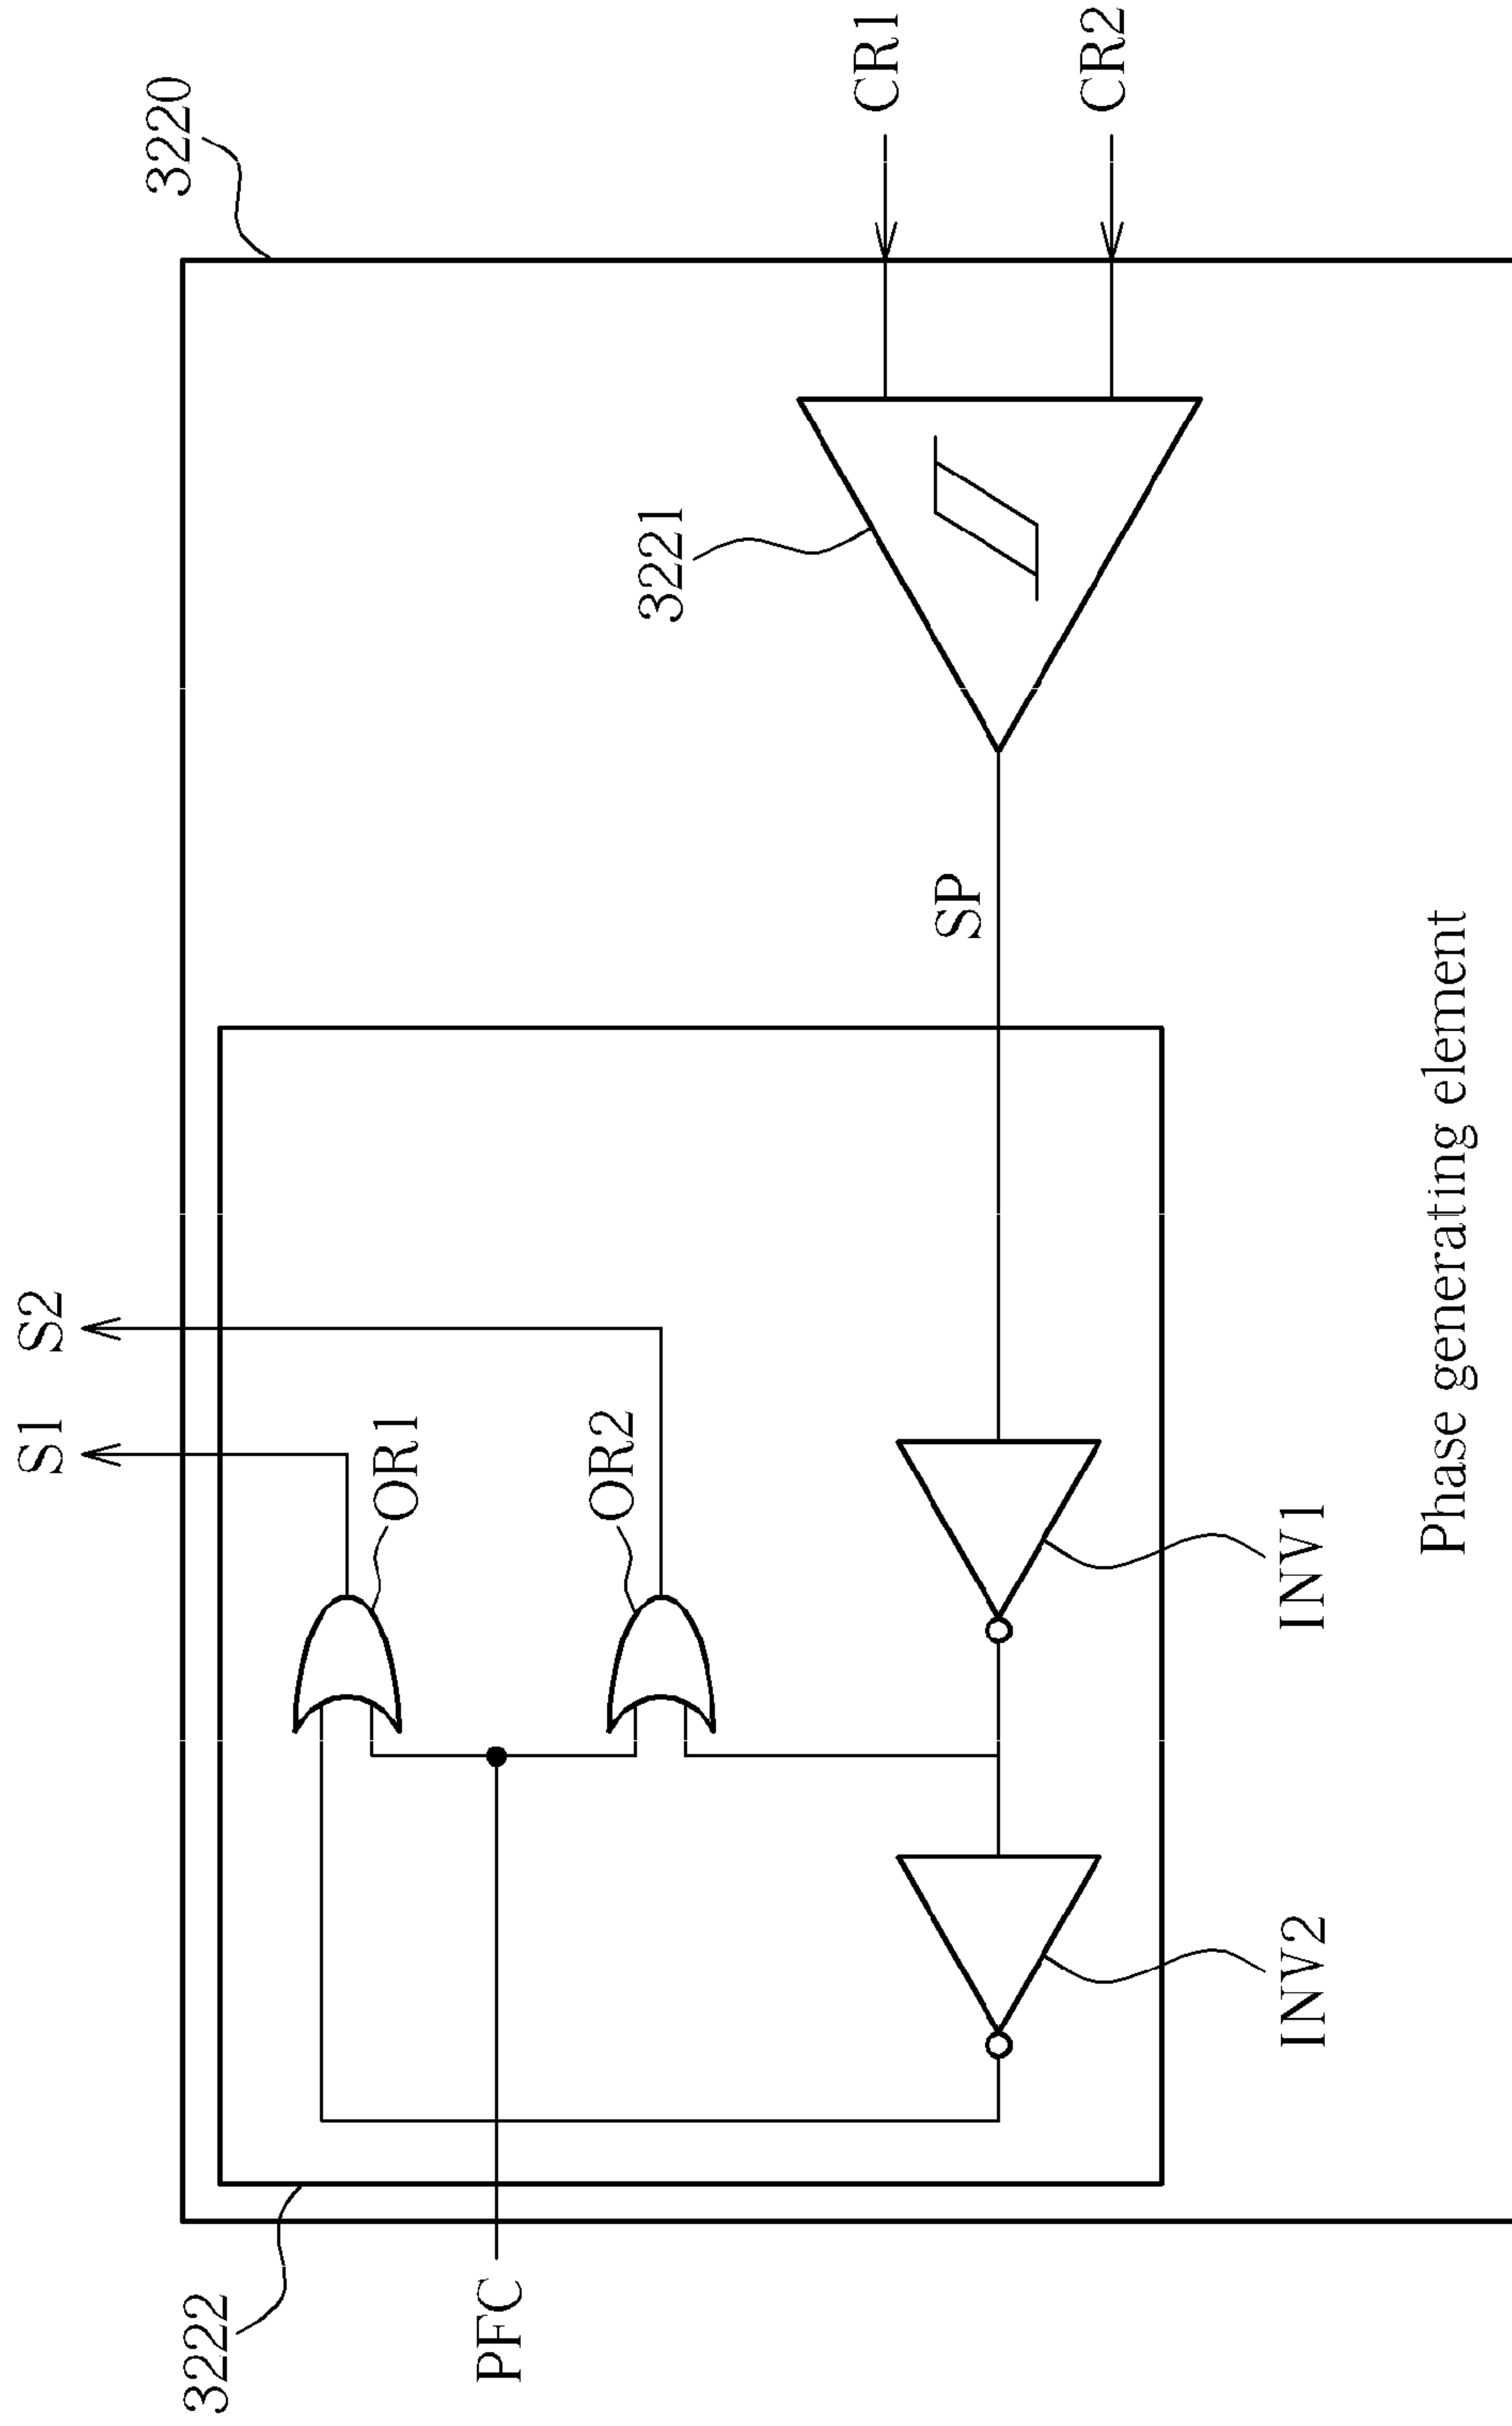 3222
3220
S1
S2
PFC
OR1
OR2
3221
CR1
SP
CR2
INV2
INV1
Phase generating element